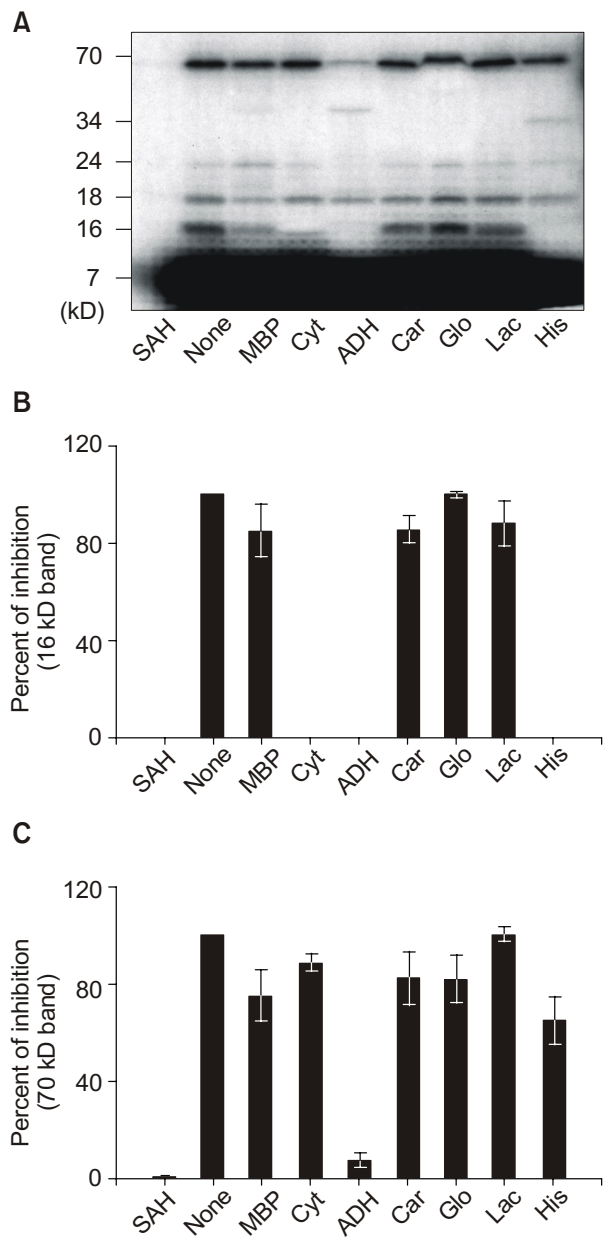 A
70
34
24
18
16
7
(kD)
SAH None MBP Cyt ADH Car Glo Lac His
B
Percent of inhibition
(16 kD band)
120
80
40
0
SAH None MBP Cyt ADH Car Glo Lac His
C
Percent of inhibition
(70 kD band)
120
80
40
0
SAH None MBP Cyt ADH Car Glo Lac His